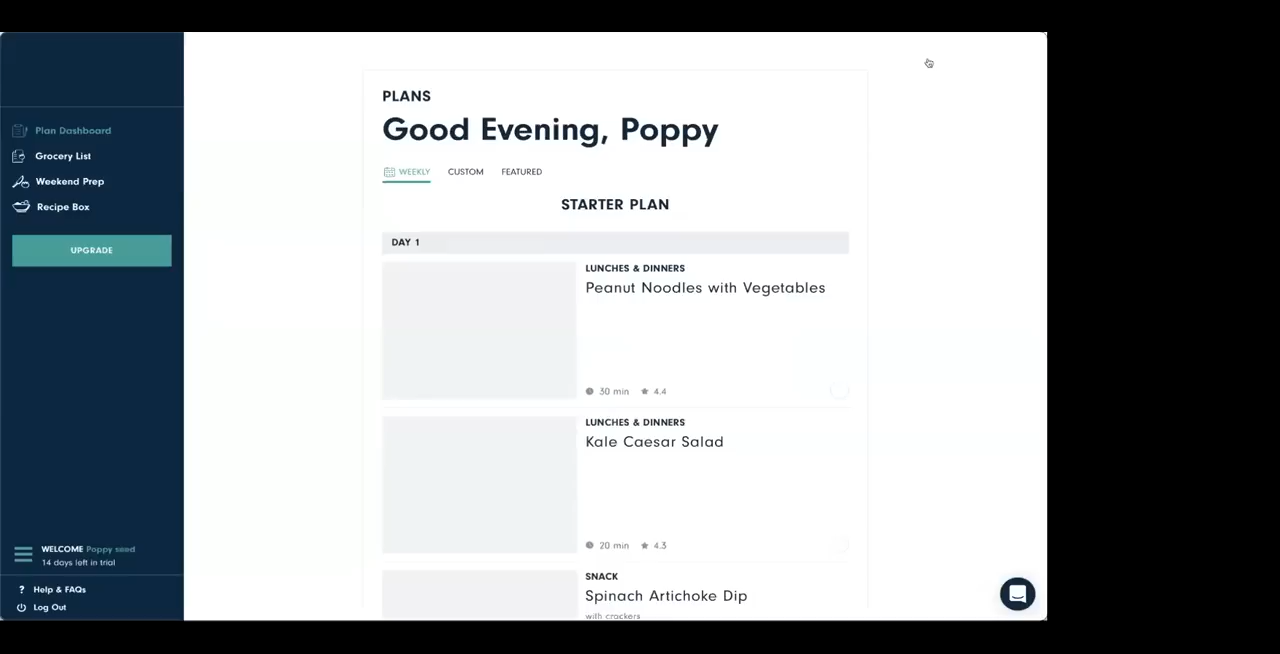 Plan Dashboard
Grocery List
Weekend Prep
Recipe Box
UPGRADE
WELCOME Poppy seed
14 days left in trial
? Help & FAQs
Log Out
PLANS
Good Evening, Poppy
WEEKLY CUSTOM FEATURED
STARTER PLAN
DAY 1
LUNCHES & DINNERS
Peanut Noodles with Vegetables
30 min 4.4
LUNCHES & DINNERS
Kale Caesar Salad
20 min 4.3
SNACK
Spinach Artichoke Dip
with crackers